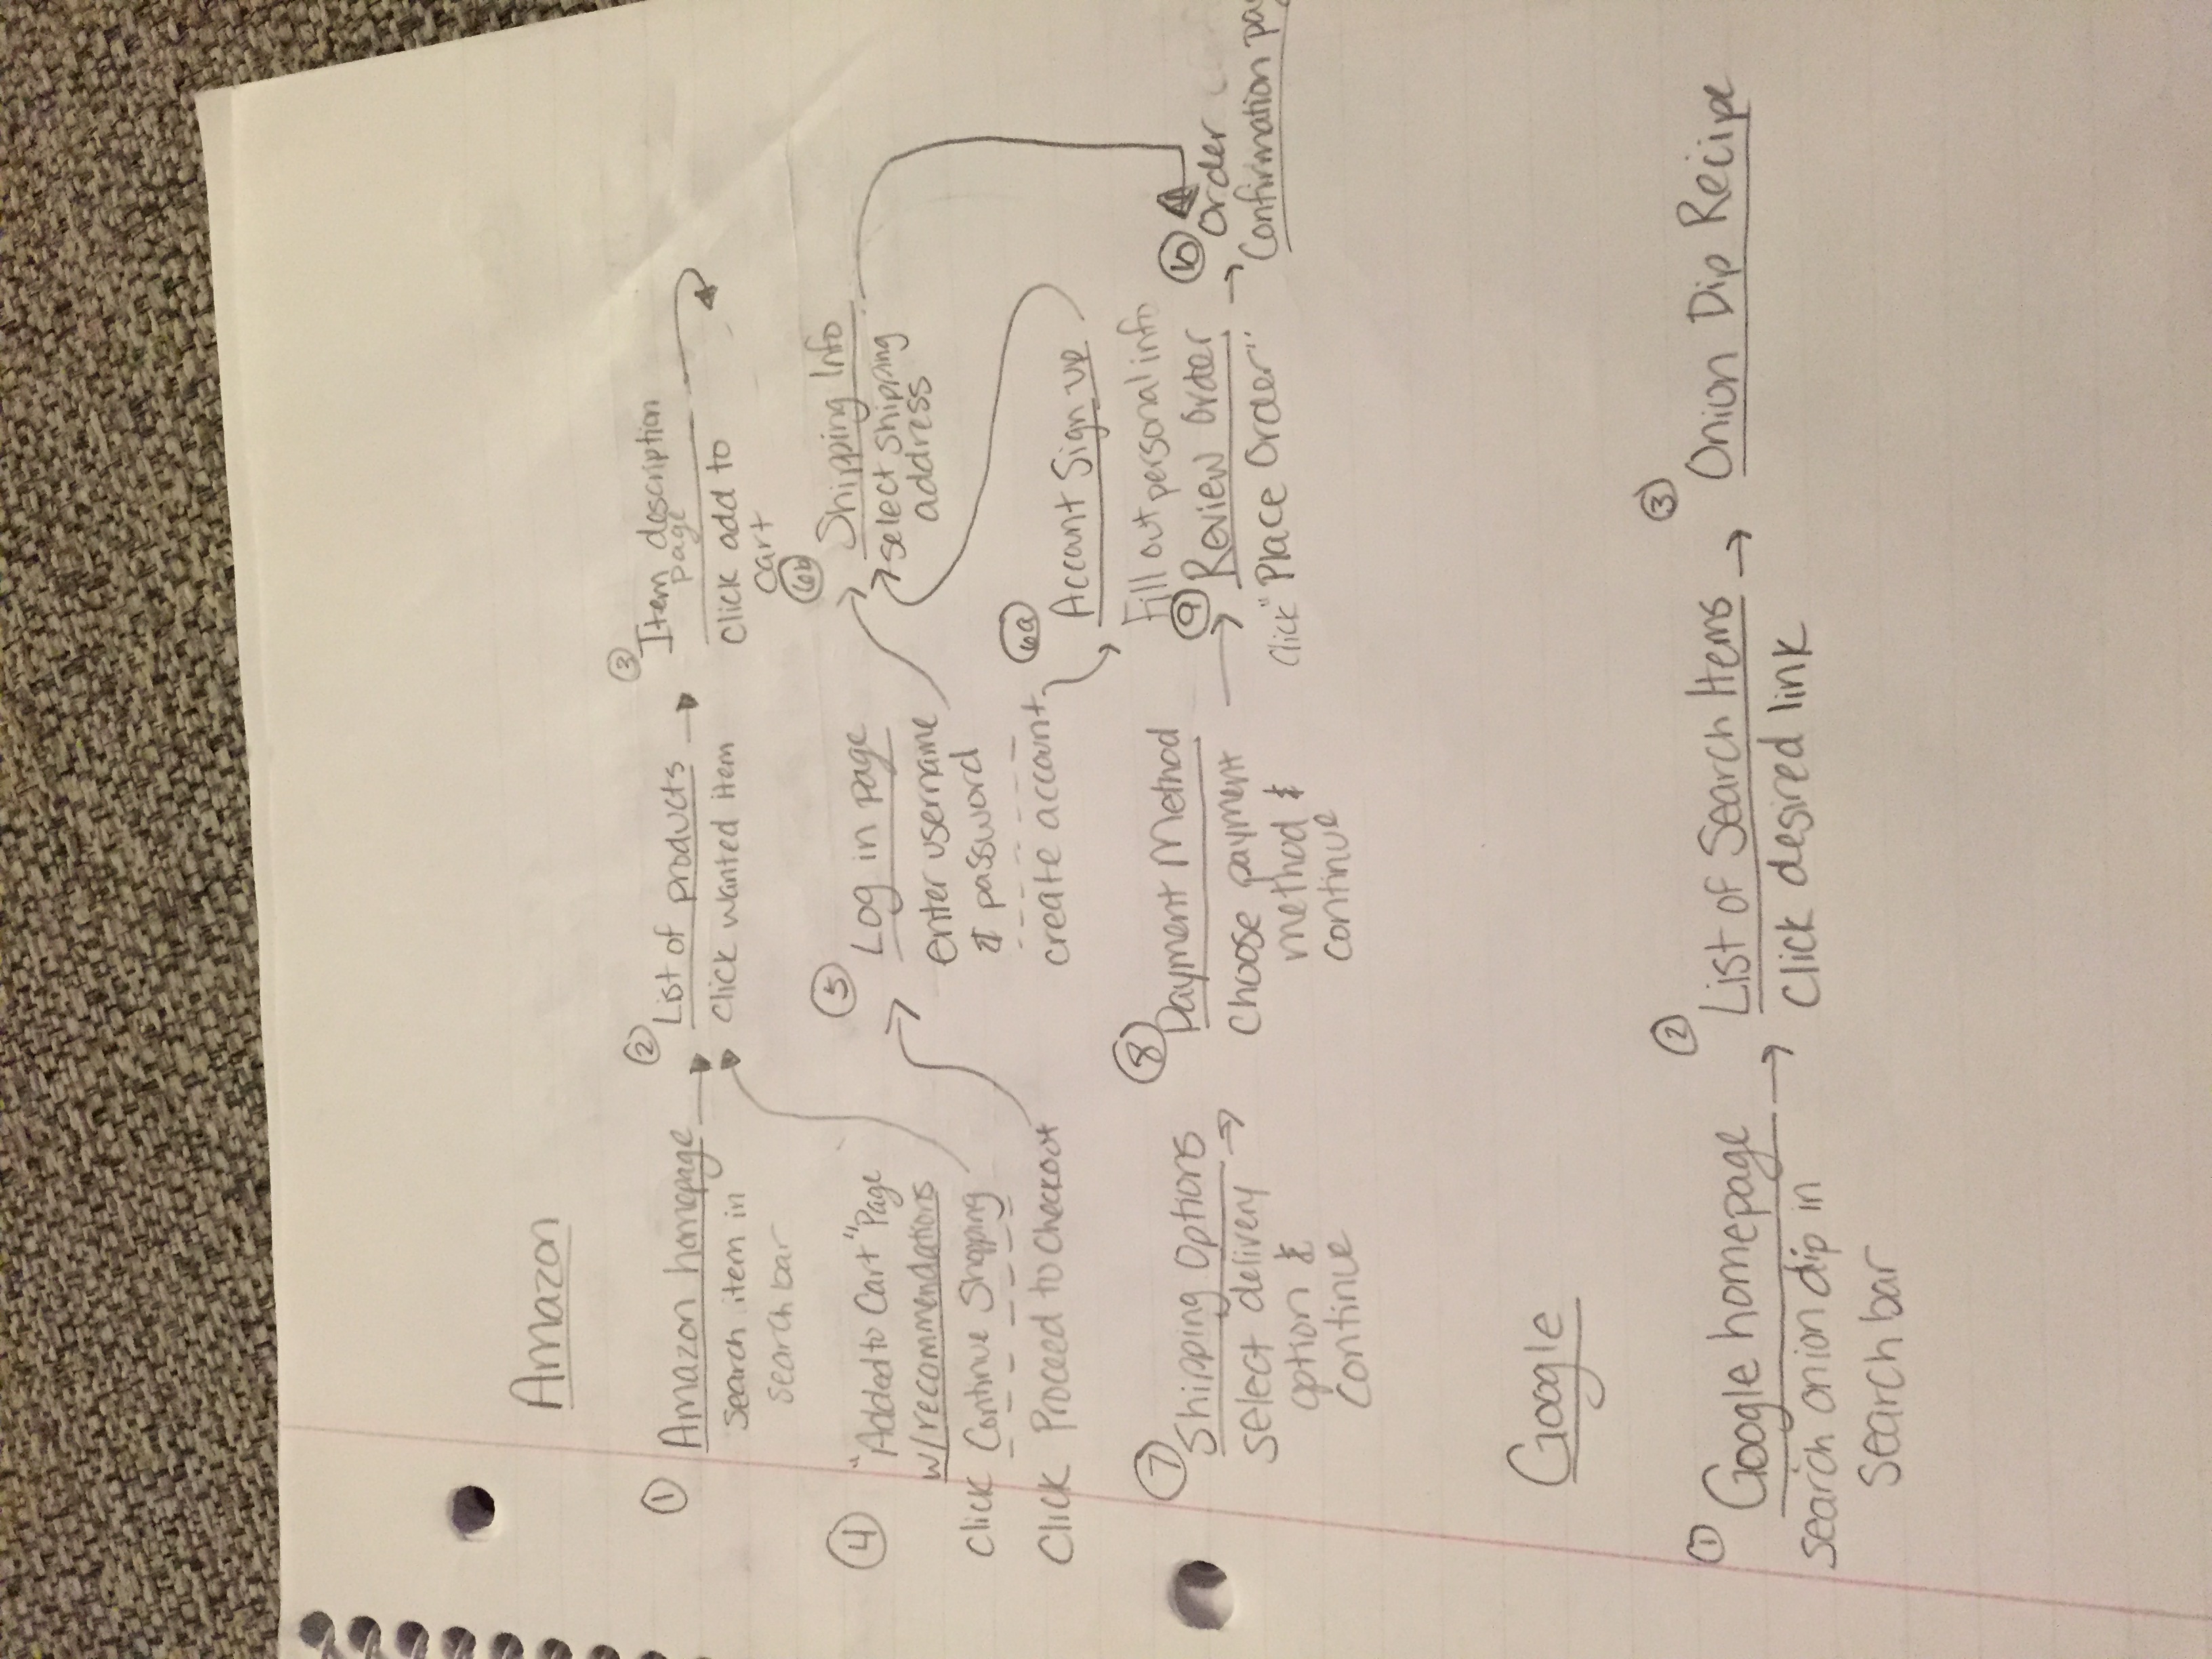 Amazon
①
Amazon homepage
search item in
search bar
②
List of products
click wanted item
③
Item description
page
click add to
cart
④
"Added to Cart" Page
w/recommendations
Click Continue Shopping
Click Proceed to Checkout
⑤
Log in page
enter username
& password
create account
6b
Shipping Info
select shipping
address
6a
Account Sign up
Fill out personal info
⑦
Shipping Options
select delivery
option &
continue
⑧
Payment Method
choose payment
method &
continue
⑨
Review Order
Click "Place Order"
⑩
Order
Confirmation
Google
①
Google homepage
search onion dip in
search bar
②
List of Search Items
click desired link
③
Onion Dip Recipe